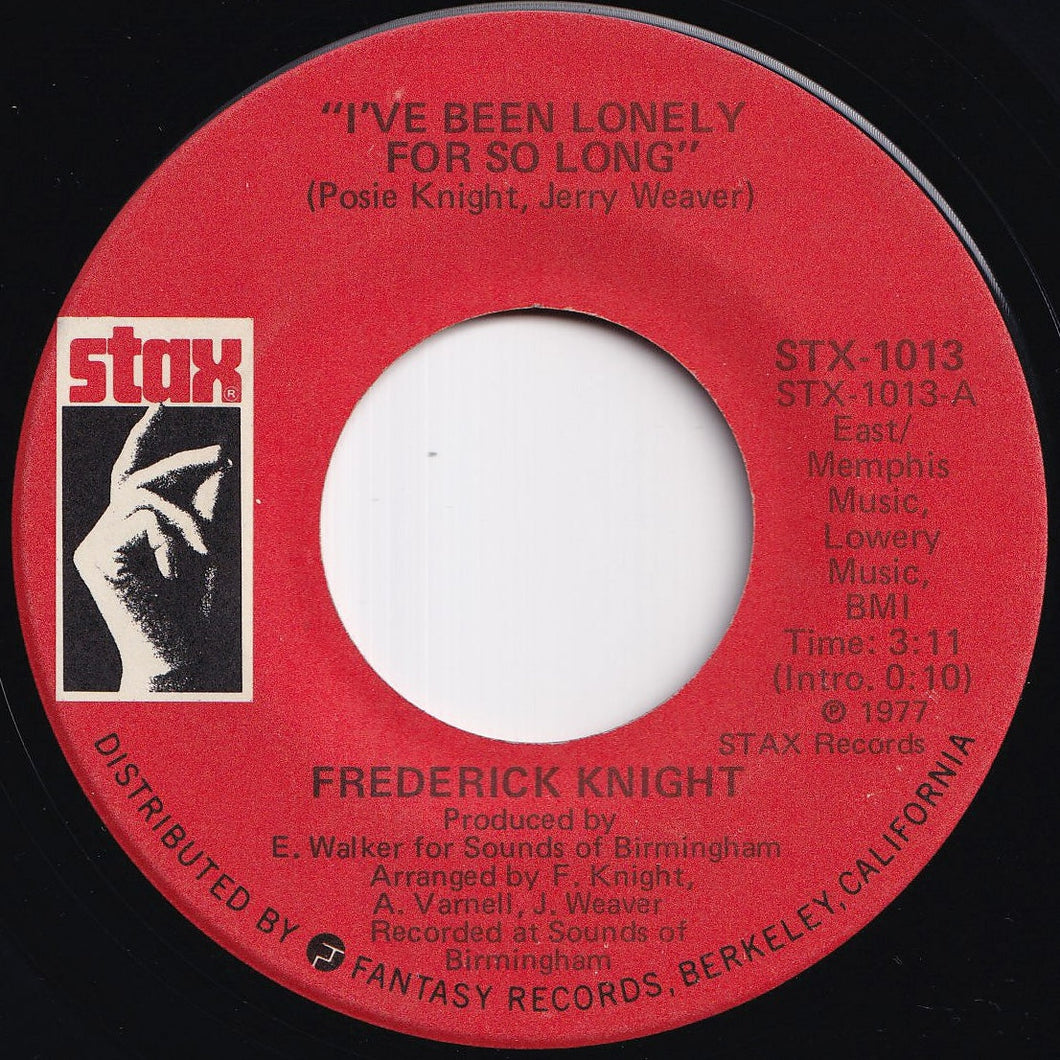 "I'VE BEEN LONELY
FOR SO LONG"
(Posie Knight, Jerry Weaver)
stax®
STX-1013
STX-1013-A
East/
Memphis
Music,
Lowery
Music,
BMI
Time: 3:11
(Intro. 0:10)
℗ 1977
STAX Records
FREDERICK KNIGHT
Produced by
E. Walker for Sounds of Birmingham
Arranged by F. Knight,
A. Varnell, J. Weaver
Recorded at Sounds of
Birmingham
DISTRIBUTED BY FANTASY RECORDS, BERKELEY, CALIFORNIA